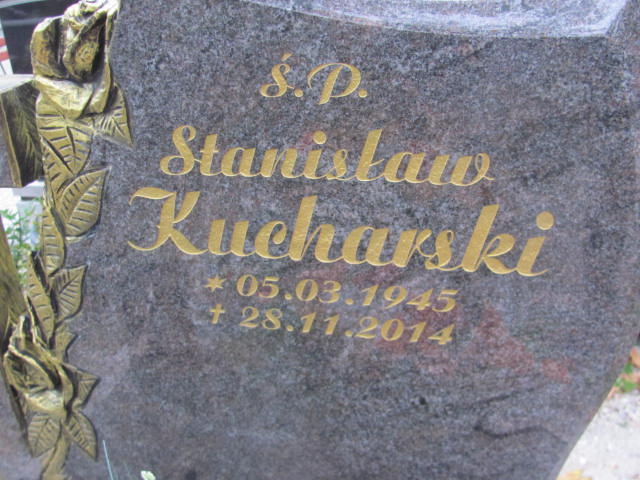 ś.P.
Stanisław
Kucharski
* 05.03.1945
† 28.11.2014